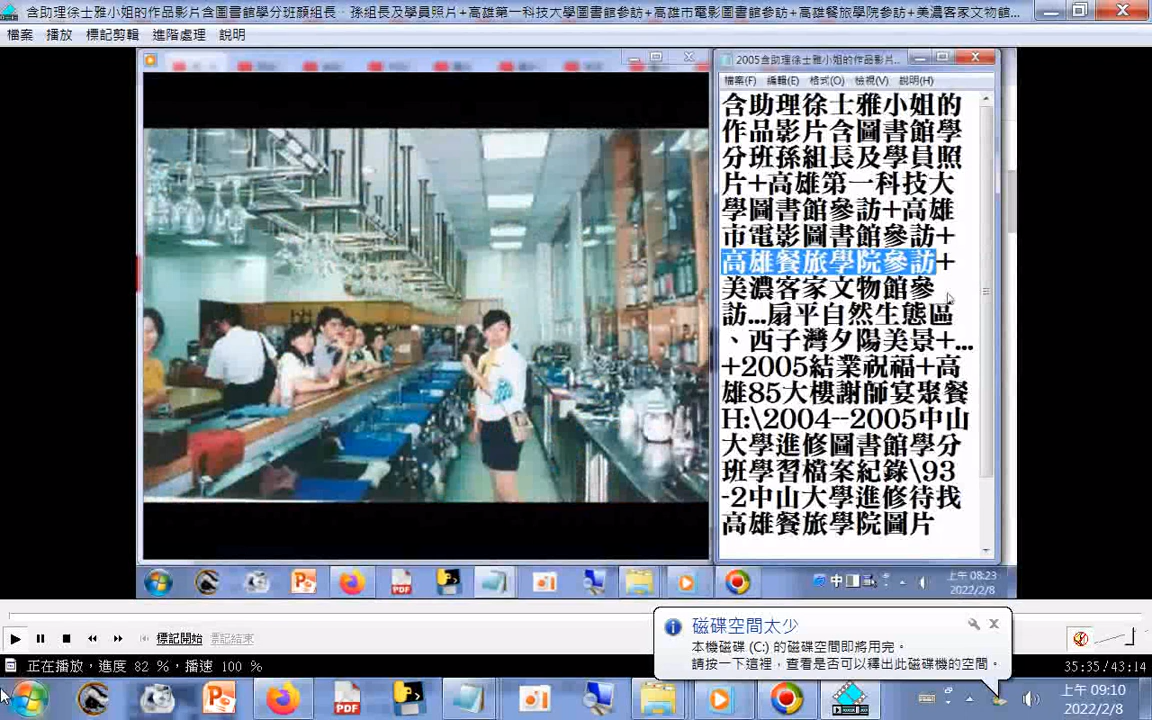 含助理徐士雅小姐的作品影片含圖書館學分班顏組長、孫組長及學員照片+高雄第一科技大學圖書館參訪+高雄市電影圖書館參訪+高雄餐旅學院參訪+美濃客家文物館...
檔案 播放 標記剪輯 進階處理 說明
2005含助理徐士雅小姐的作品影片...
檔案(F) 編輯(E) 格式(O) 檢視(V) 說明(H)
含助理徐士雅小姐的
作品影片含圖書館學
分班孫組長及學員照
片+高雄第一科技大
學圖書館參訪+高雄
市電影圖書館參訪+
高雄餐旅學院參訪+
美濃客家文物館參
訪...扇平自然生態區
、西子灣夕陽美景+...
+2005結業祝福+高
雄85大樓謝師宴聚餐
H:\2004--2005中山
大學進修圖書館學分
班學習檔案紀錄\93
-2中山大學進修待找
高雄餐旅學院圖片
中
上午 08:23
2022/2/8
磁碟空間太少
本機磁碟 (C:) 的磁碟空間即將用完。
請按一下這裡，查看是否可以釋出此磁碟機的空間。
標記開始 標記結束
正在播放，進度 82 %，播速 100 %
35:35/43:14
PDF
上午 09:10
2022/2/8